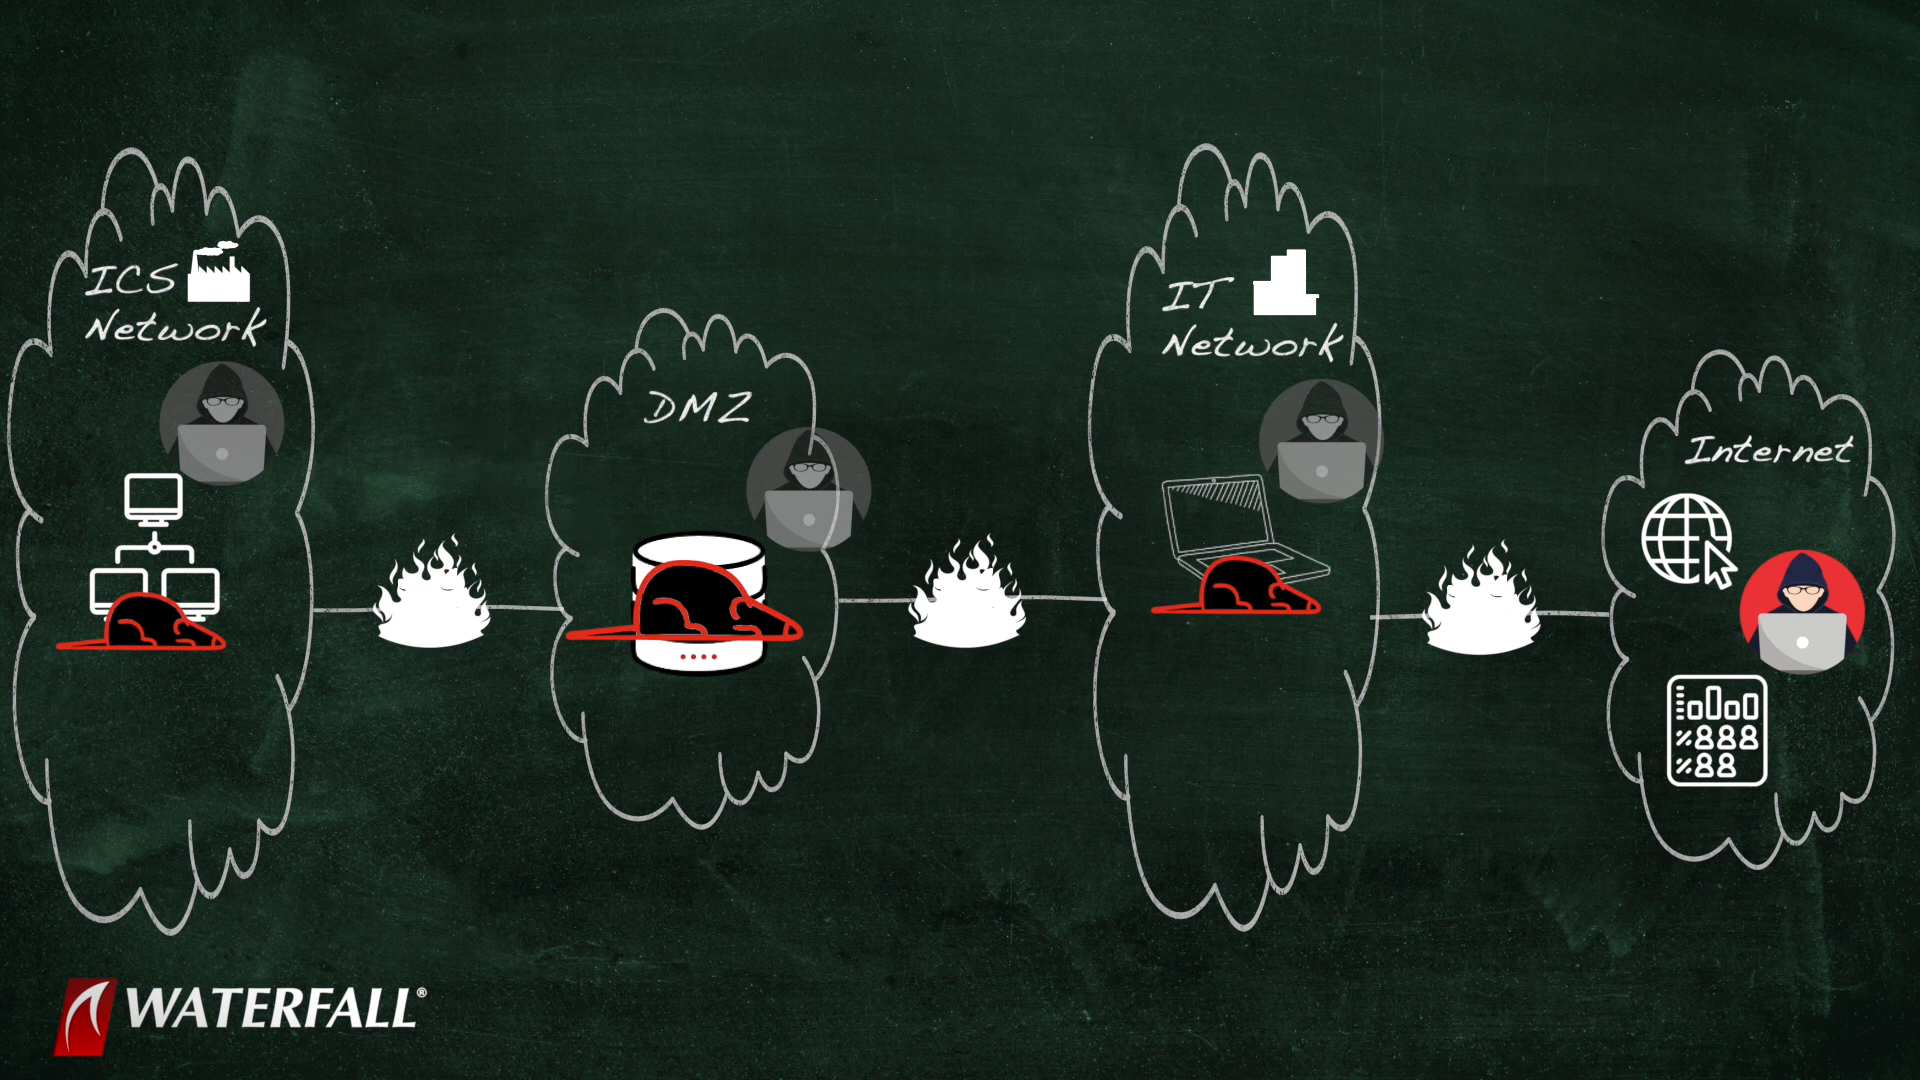 ICS
Network
DMZ
IT
Network
Internet
WATERFALL®